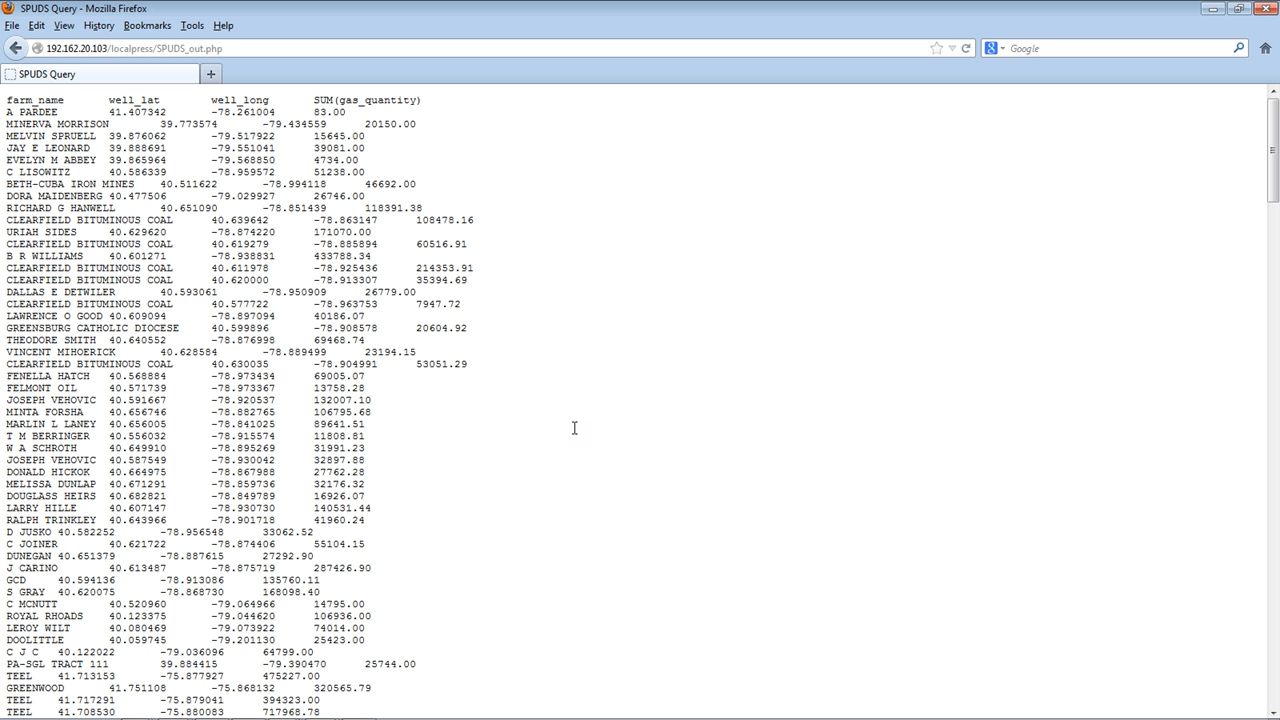 SPUDS Query - Mozilla Firefox
File Edit View History Bookmarks Tools Help
192.162.20.103/localpress/SPUDS_out.php
Google
SPUDS Query
farm_name well_lat well_long SUM(gas_quantity)
A PARDEE 41.407342 -78.261004 83.00
MINERVA MORRISON 39.773574 -79.434559 20150.00
MELVIN SPRUELL 39.876062 -79.517922 15645.00
JAY E LEONARD 39.888691 -79.551041 39081.00
EVELYN M ABBEY 39.865964 -79.568850 4734.00
C LISOWITZ 40.586339 -78.959572 51238.00
BETH-CUBA IRON MINES 40.511622 -78.994118 46692.00
DORA MAIDENBERG 40.477506 -79.029927 26746.00
RICHARD G HANWELL 40.651090 -78.851439 118391.38
CLEARFIELD BITUMINOUS COAL 40.639642 -78.863147 108478.16
URIAH SIDES 40.629620 -78.874220 171070.00
CLEARFIELD BITUMINOUS COAL 40.619279 -78.885894 60516.91
B R WILLIAMS 40.601271 -78.938831 433788.34
CLEARFIELD BITUMINOUS COAL 40.611978 -78.925436 214353.91
CLEARFIELD BITUMINOUS COAL 40.620000 -78.913307 35394.69
DALLAS E DETWILER 40.593061 -78.950909 26779.00
CLEARFIELD BITUMINOUS COAL 40.577722 -78.963753 7947.72
LAWRENCE O GOOD 40.609094 -78.897094 40186.07
GREENSBURG CATHOLIC DIOCESE 40.599896 -78.908578 20604.92
THEODORE SMITH 40.640552 -78.876998 69468.74
VINCENT MIHOERICK 40.628584 -78.889499 23194.15
CLEARFIELD BITUMINOUS COAL 40.630035 -78.904991 53051.29
FENELLA HATCH 40.568884 -78.973434 69005.07
FELMONT OIL 40.571739 -78.973367 13758.28
JOSEPH VEHOVIC 40.591667 -78.920537 132007.10
MINTA FORSHA 40.656746 -78.882765 106795.68
MARLIN L LANEY 40.656005 -78.841025 89641.51
T M BERRINGER 40.556032 -78.915574 11808.81
W A SCHROTH 40.649910 -78.895269 31991.23
JOSEPH VEHOVIC 40.587549 -78.930042 32897.88
DONALD HICKOK 40.664975 -78.867988 27762.28
MELISSA DUNLAP 40.671291 -78.859736 32176.32
DOUGLASS HEIRS 40.682821 -78.849789 16926.07
LARRY HILLE 40.607147 -78.930730 140531.44
RALPH TRINKLEY 40.643966 -78.901718 41960.24
D JUSKO 40.582252 -78.956548 33062.52
C JOINER 40.621722 -78.874406 55104.15
DUNEGAN 40.651379 -78.887615 27292.90
J CARINO 40.613487 -78.875719 287426.90
GCD 40.594136 -78.913086 135760.11
S GRAY 40.620075 -78.868730 168098.40
C MCNUTT 40.520960 -79.064966 14795.00
ROYAL RHOADS 40.123375 -79.044620 106936.00
LEROY WILT 40.080469 -79.073922 74014.00
DOOLITTLE 40.059745 -79.201130 25423.00
C J C 40.122022 -79.036096 64799.00
PA-SGL TRACT 111 39.884415 -79.390470 25744.00
TEEL 41.713153 -75.877927 475227.00
GREENWOOD 41.751108 -75.868132 320565.79
TEEL 41.717291 -75.879041 394323.00
TEEL 41.708530 -75.880083 717968.78